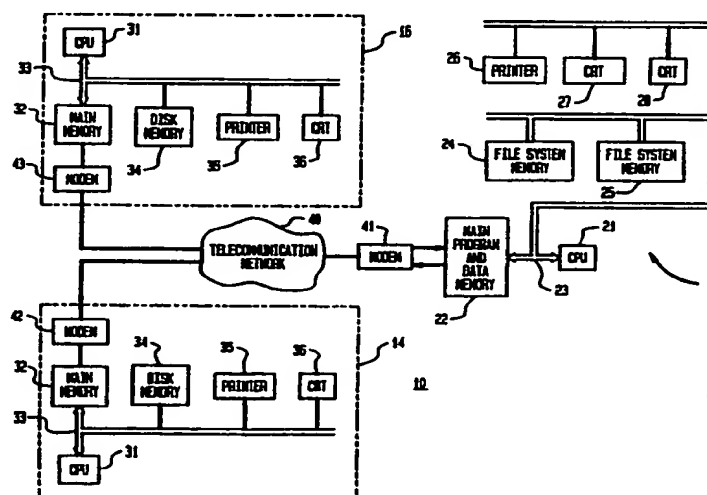 31
16
CPU
33
32
MAIN
MEMORY
DISK
MEMORY
34
PRINTER
35
CRT
36
43
MODEM
26
PRINTER
CRT
27
CRT
28
24
FILE SYSTEM
MEMORY
FILE SYSTEM
MEMORY
25
40
TELECOMMUNICATION
NETWORK
41
MODEM
MAIN
PROGRAM
AND
DATA
MEMORY
22
21
CPU
23
42
MODEM
32
MAIN
MEMORY
34
DISK
MEMORY
35
PRINTER
36
CRT
14
10
33
CPU
31